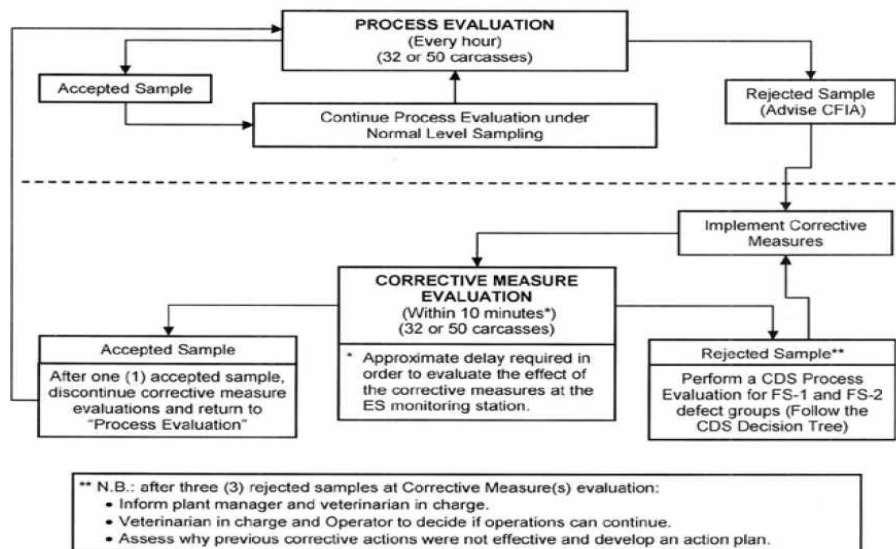 PROCESS EVALUATION
(Every hour)
(32 or 50 carcasses)
Accepted Sample
Continue Process Evaluation under
Normal Level Sampling
Rejected Sample
(Advise CFIA)
Implement Corrective
Measures
CORRECTIVE MEASURE
EVALUATION
(Within 10 minutes*)
(32 or 50 carcasses)
* Approximate delay required in
order to evaluate the effect of
the corrective measures at the
ES monitoring station.
Accepted Sample
After one (1) accepted sample,
discontinue corrective measure
evaluations and return to
"Process Evaluation"
Rejected Sample**
Perform a CDS Process
Evaluation for FS-1 and FS-2
defect groups (Follow the
CDS Decision Tree)
** N.B.: after three (3) rejected samples at Corrective Measure(s) evaluation:
• Inform plant manager and veterinarian in charge.
• Veterinarian in charge and Operator to decide if operations can continue.
• Assess why previous corrective actions were not effective and develop an action plan.